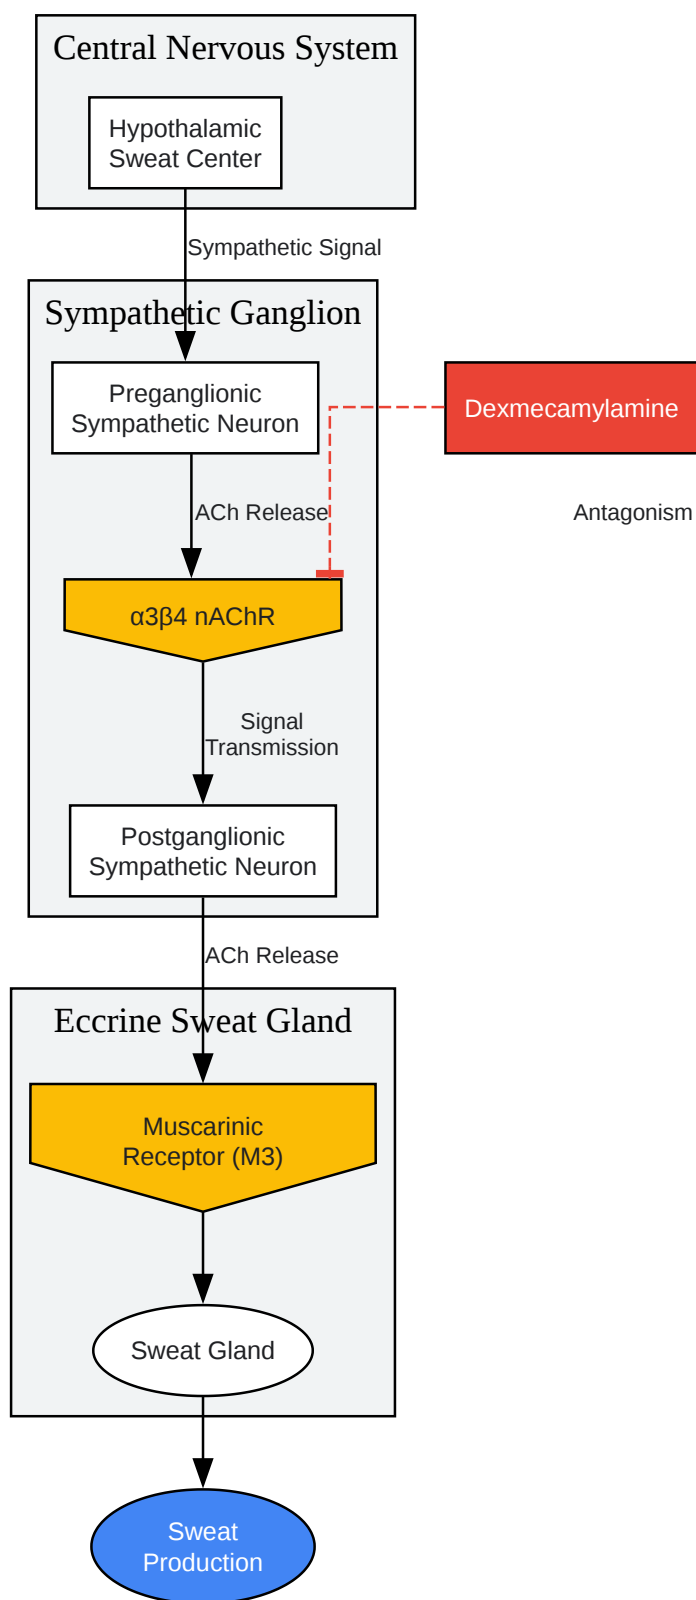 Central Nervous System
Hypothalamic
Sweat Center
Sympathetic Signal
Sympathetic Ganglion
Preganglionic
Sympathetic Neuron
Dexmecamylamine
ACh Release
Antagonism
α3β4 nAChR
Signal
Transmission
Postganglionic
Sympathetic Neuron
ACh Release
Eccrine Sweat Gland
Muscarinic
Receptor (M3)
Sweat Gland
Sweat
Production